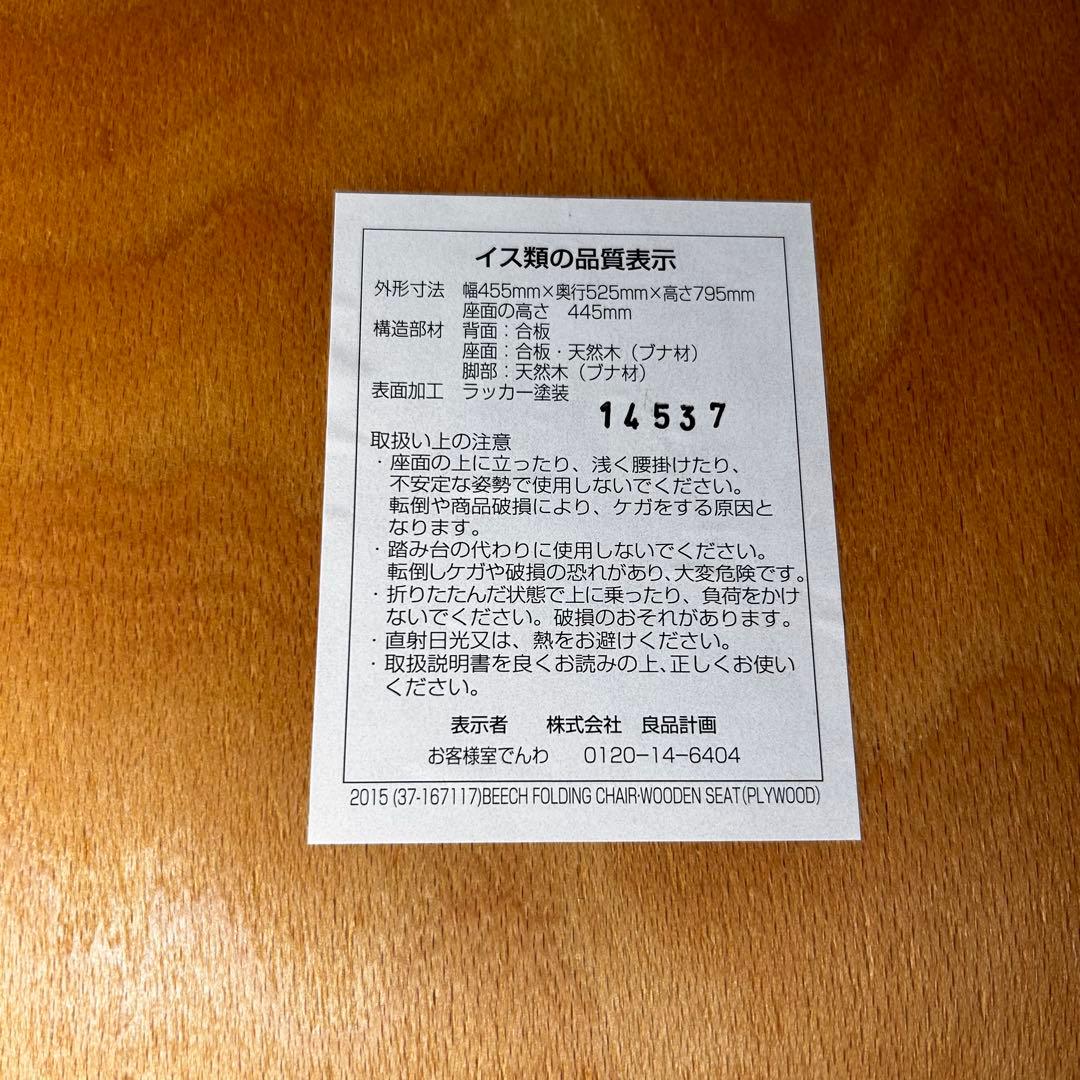 イス類の品質表示
外形寸法 幅455mm×奥行525mm×高さ795mm
座面の高さ 445mm
構造部材 背面：合板
座面：合板・天然木（ブナ材）
脚部：天然木（ブナ材）
表面加工 ラッカー塗装
14537
取扱い上の注意
・座面の上に立ったり、浅く腰掛けたり、
不安定な姿勢で使用しないでください。
転倒や商品破損により、ケガをする原因と
なります。
・踏み台の代わりに使用しないでください。
転倒しケガや破損の恐れがあり、大変危険です。
・折りたたんだ状態で上に乗ったり、負荷をかけ
ないでください。破損のおそれがあります。
・直射日光又は、熱をお避けください。
・取扱説明書を良くお読みの上、正しくお使い
ください。
表示者 株式会社 良品計画
お客様室でんわ 0120-14-6404
2015 (37-167117)BEECH FOLDING CHAIR·WOODEN SEAT(PLYWOOD)